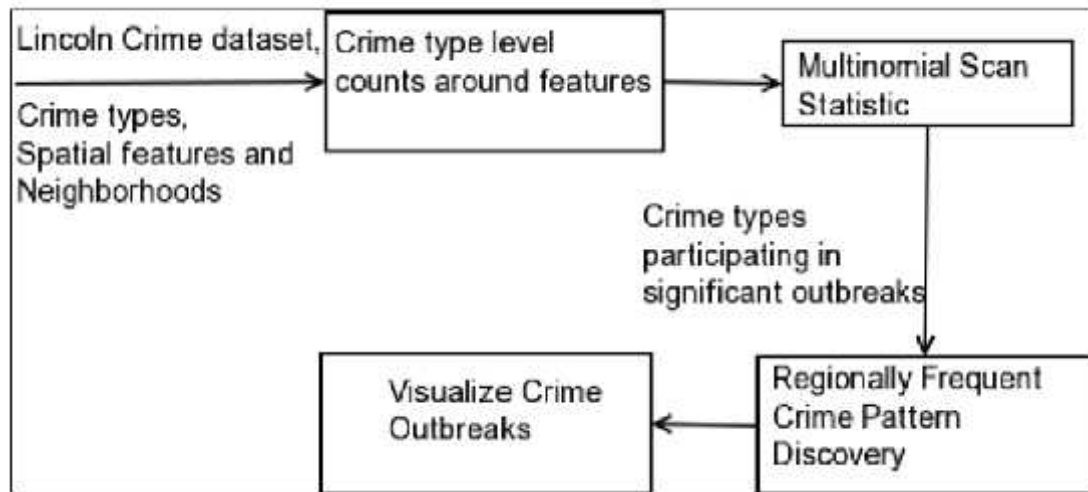 Lincoln Crime dataset,
Crime types,
Spatial features and
Neighborhoods
Crime type level
counts around features
Multinomial Scan
Statistic
Crime types
participating in
significant outbreaks
Regionally Frequent
Crime Pattern
Discovery
Visualize Crime
Outbreaks